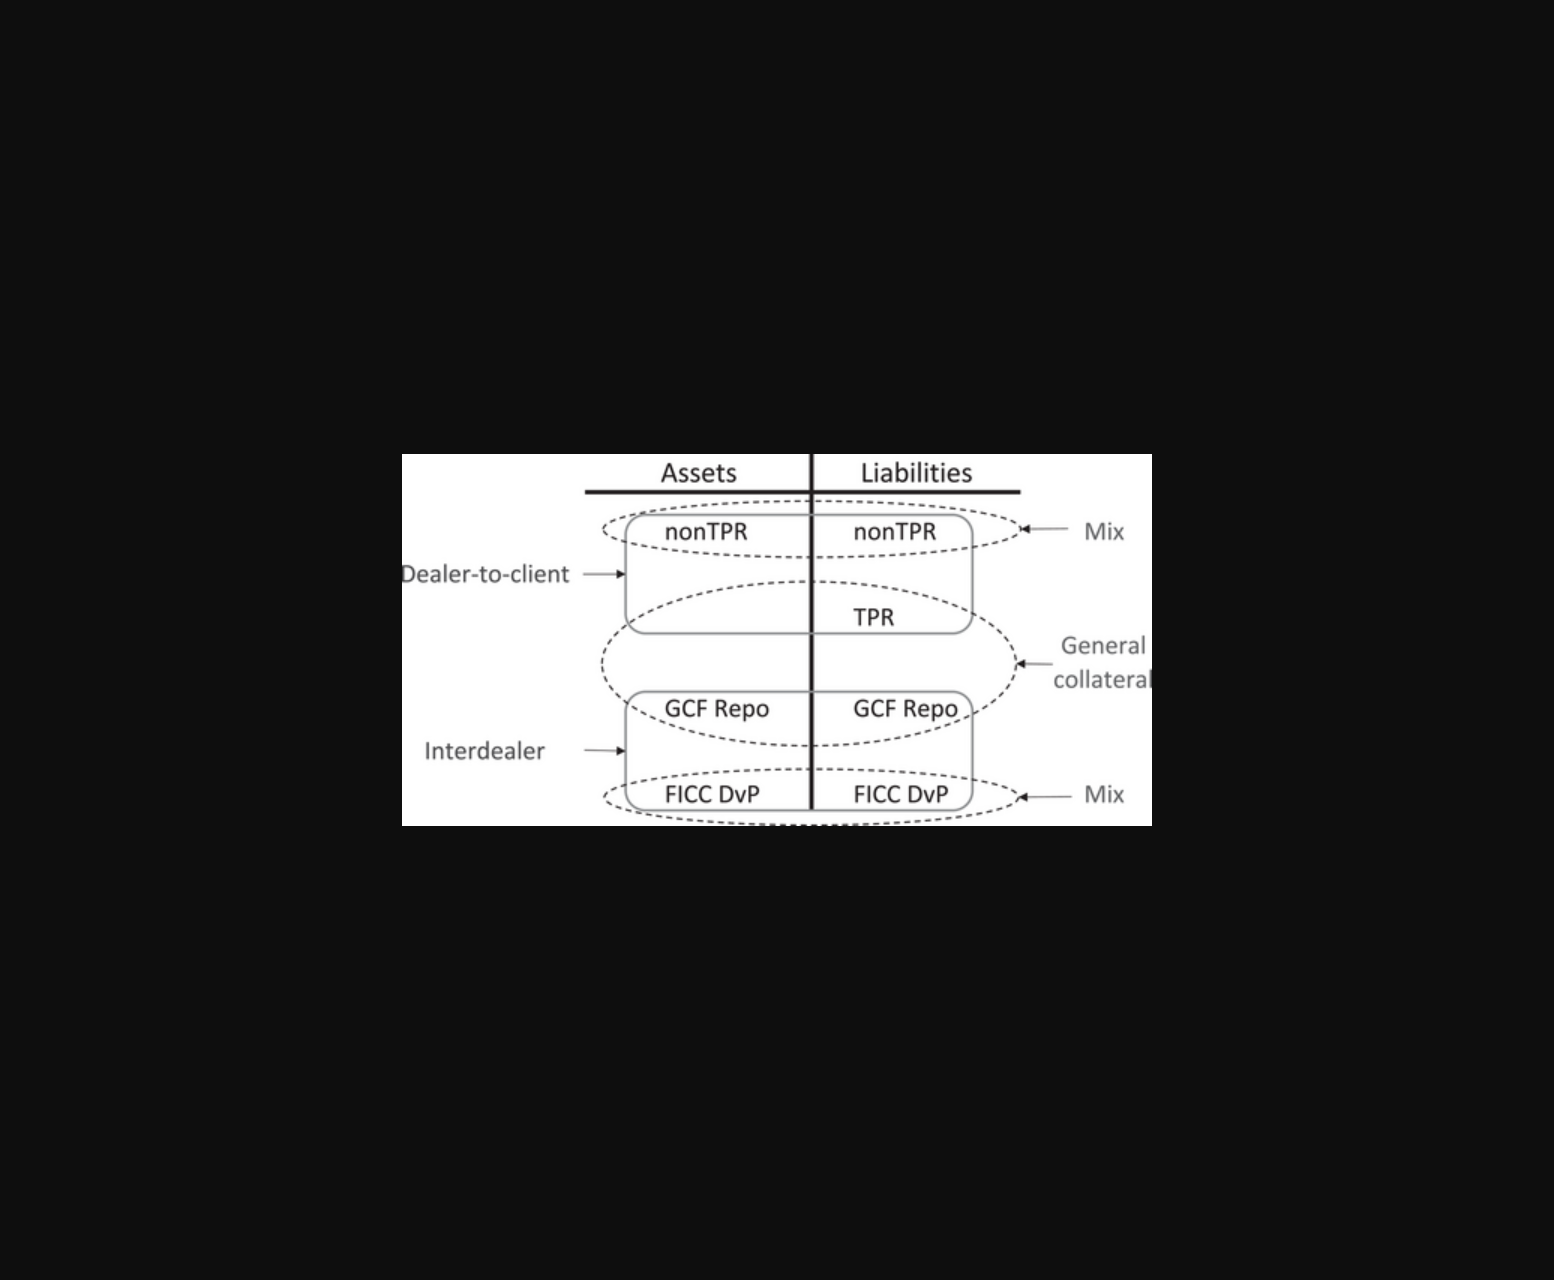 Assets Liabilities
nonTPR nonTPR Mix
Dealer-to-client
TPR
General
collateral
GCF Repo GCF Repo
Interdealer
FICC DvP FICC DvP Mix